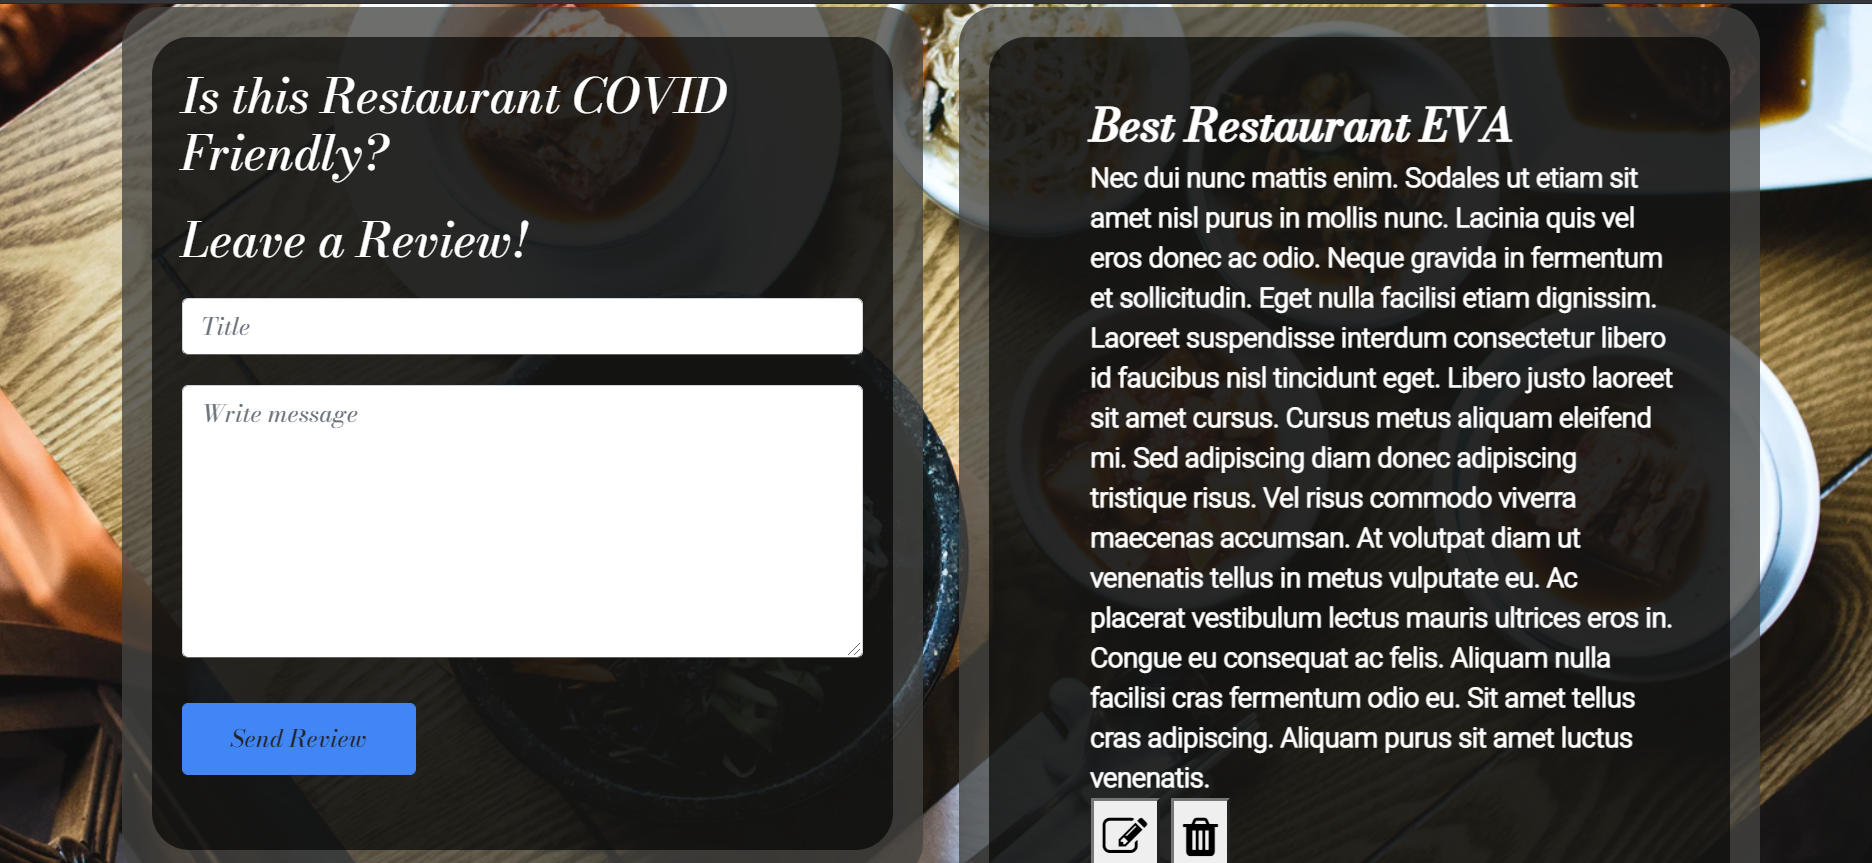 Is this Restaurant COVID
Friendly?
Leave a Review!
Title
Write message
Send Review
Best Restaurant EVA
Nec dui nunc mattis enim. Sodales ut etiam sit
amet nisl purus in mollis nunc. Lacinia quis vel
eros donec ac odio. Neque gravida in fermentum
et sollicitudin. Eget nulla facilisi etiam dignissim.
Laoreet suspendisse interdum consectetur libero
id faucibus nisl tincidunt eget. Libero justo laoreet
sit amet cursus. Cursus metus aliquam eleifend
mi. Sed adipiscing diam donec adipiscing
tristique risus. Vel risus commodo viverra
maecenas accumsan. At volutpat diam ut
venenatis tellus in metus vulputate eu. Ac
placerat vestibulum lectus mauris ultrices eros in.
Congue eu consequat ac felis. Aliquam nulla
facilisi cras fermentum odio eu. Sit amet tellus
cras adipiscing. Aliquam purus sit amet luctus
venenatis.